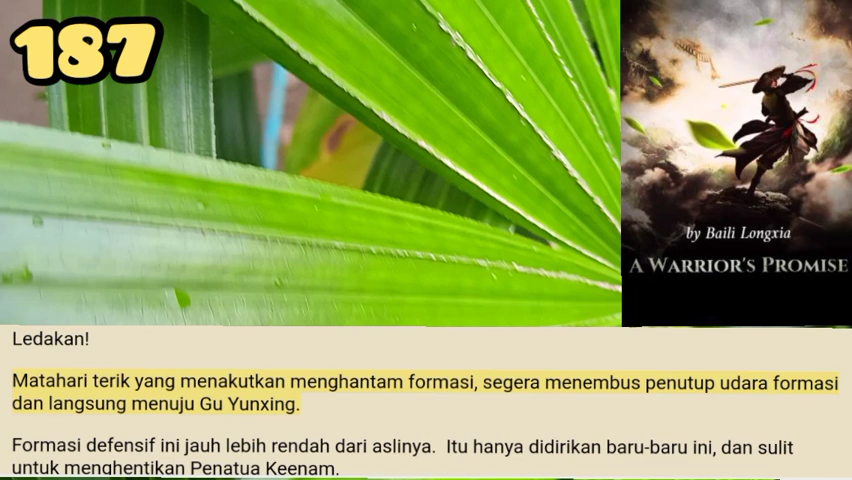 187
by Baili Longxia
A WARRIOR'S PROMISE
Ledakan!
Matahari terik yang menakutkan menghantam formasi, segera menembus penutup udara formasi
dan langsung menuju Gu Yunxing.
Formasi defensif ini jauh lebih rendah dari aslinya. Itu hanya didirikan baru-baru ini, dan sulit
untuk menghentikan Penatua Keenam.